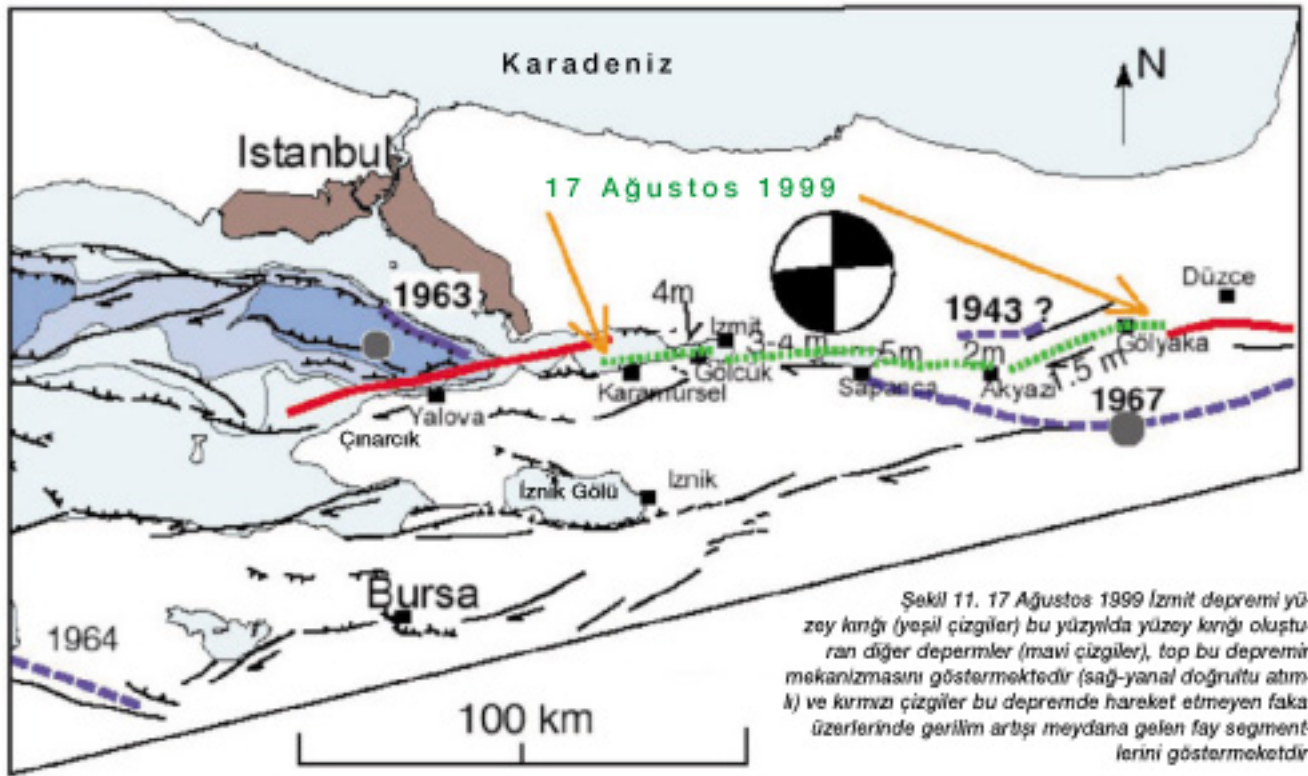 Karadeniz
N
Istanbul
17 Ağustos 1999
1963
4m
Izmit
3-4 m
1943 ?
Düzce
Gölyaka
Karamürsel
Gölcük
5m
Sapanca
2m
Akyazı
1.5 m
1967
Yalova
Çınarcık
İznik Gölü
Iznik
Bursa
1964
100 km
Şekil 11. 17 Ağustos 1999 İzmit depremi yü-
zey kırığı (yeşil çizgiler) bu yüzyılda yüzey kırığı oluştu-
ran diğer depermler (mavi çizgiler), top bu depremin
mekanizmasını göstermektedir (sağ-yanal doğrultu atım-
lı) ve kırmızı çizgiler bu depremde hareket etmeyen faka
üzerlerinde gerilim artışı meydana gelen fay segment-
lerini göstermeketdir